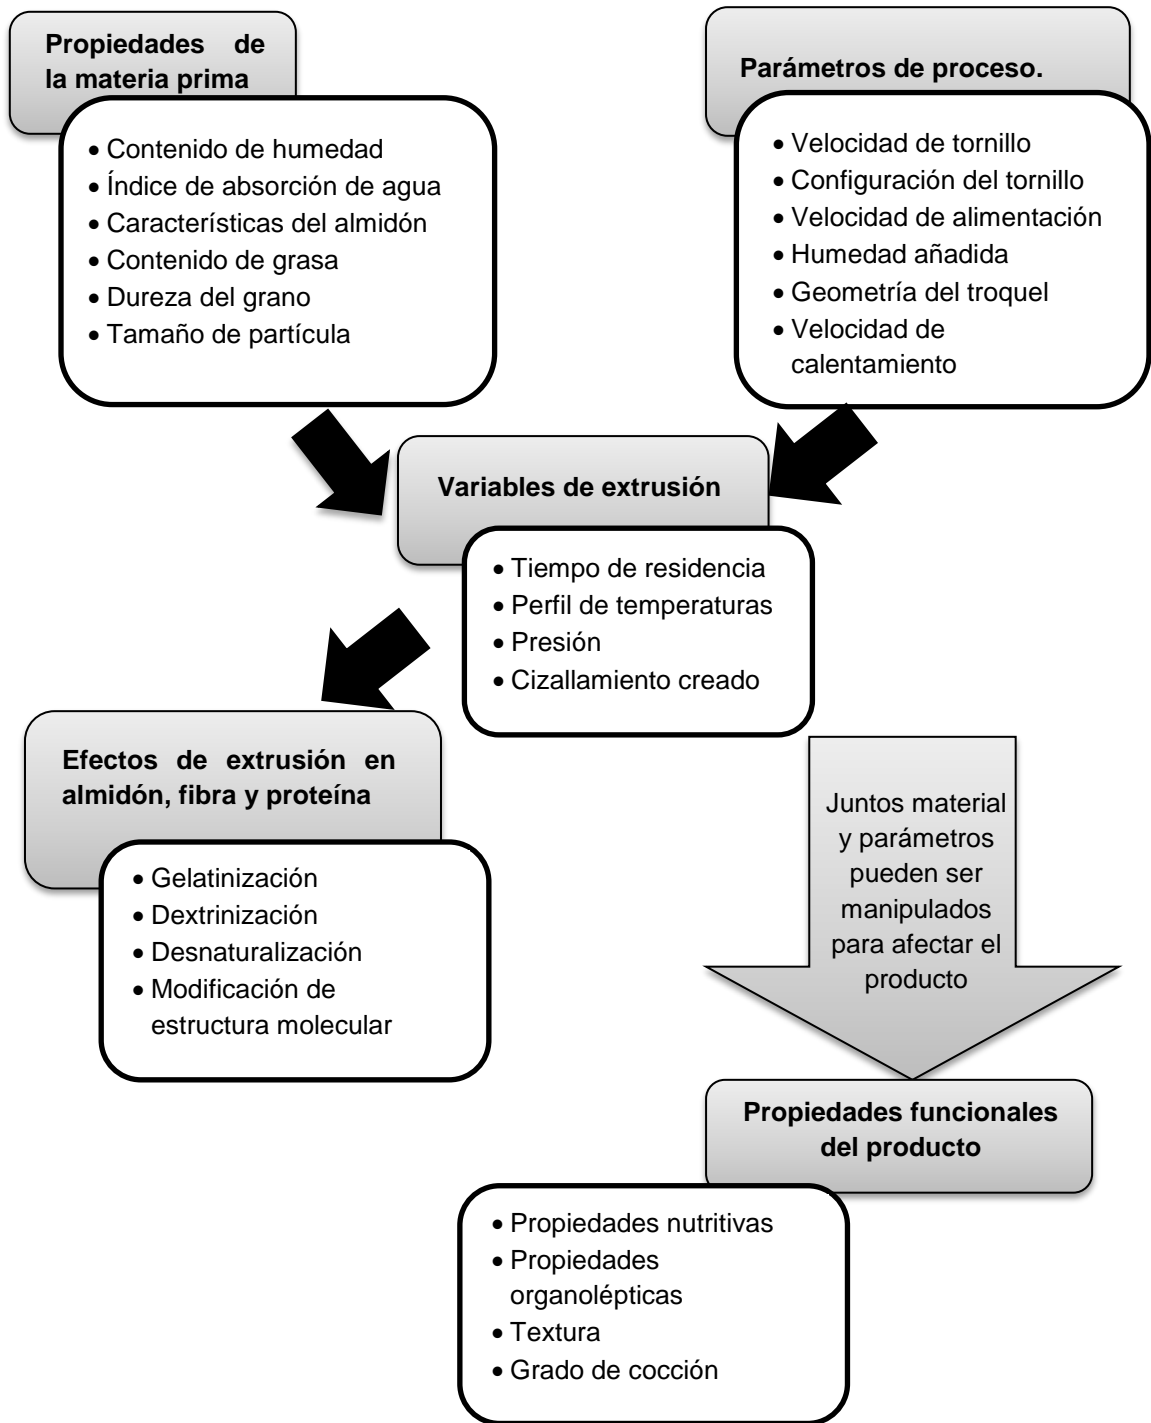 Propiedades de
la materia prima
• Contenido de humedad
• Índice de absorción de agua
• Características del almidón
• Contenido de grasa
• Dureza del grano
• Tamaño de partícula
Parámetros de proceso.
• Velocidad de tornillo
• Configuración del tornillo
• Velocidad de alimentación
• Humedad añadida
• Geometría del troquel
• Velocidad de
calentamiento
Variables de extrusión
• Tiempo de residencia
• Perfil de temperaturas
• Presión
• Cizallamiento creado
Efectos de extrusión en
almidón, fibra y proteína
• Gelatinización
• Dextrinización
• Desnaturalización
• Modificación de
estructura molecular
Juntos material
y parámetros
pueden ser
manipulados
para afectar el
producto
Propiedades funcionales
del producto
• Propiedades nutritivas
• Propiedades
organolépticas
• Textura
• Grado de cocción